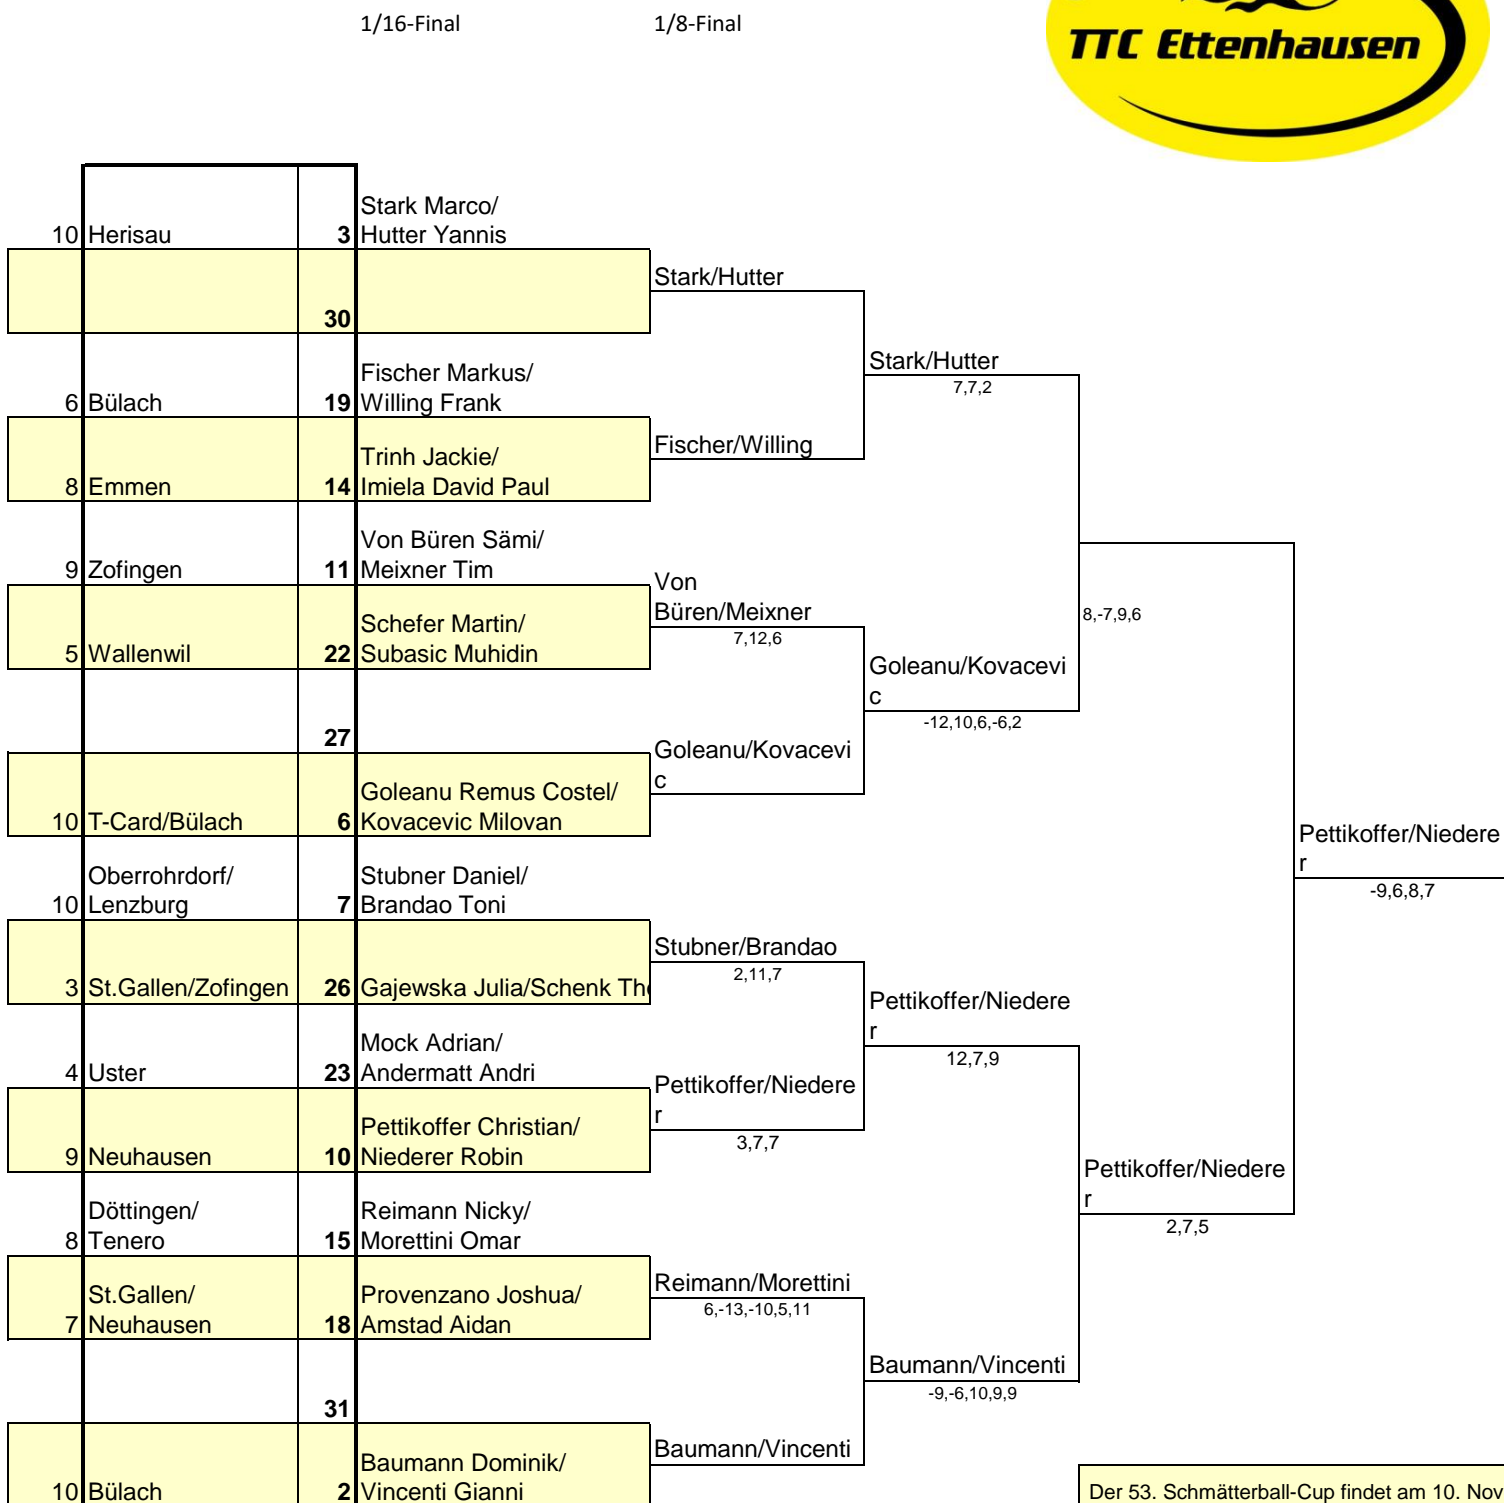 1/16-Final
1/8-Final
TTC Ettenhausen
10 Herisau 3 Stark Marco/
Hutter Yannis
30
Stark/Hutter
6 Bülach 19 Fischer Markus/
Willing Frank
Stark/Hutter
7,7,2
8 Emmen 14 Trinh Jackie/
Imiela David Paul
Fischer/Willing
9 Zofingen 11 Von Büren Sämi/
Meixner Tim
Von
Büren/Meixner
7,12,6
8,-7,9,6
5 Wallenwil 22 Schefer Martin/
Subasic Muhidin
Goleanu/Kovacevi
c
-12,10,6,-6,2
27
Goleanu/Kovacevi
c
10 T-Card/Bülach 6 Goleanu Remus Costel/
Kovacevic Milovan
Pettikoffer/Niedere
r
-9,6,8,7
Oberrohrdorf/
10 Lenzburg 7 Stubner Daniel/
Brandao Toni
Stubner/Brandao
2,11,7
3 St.Gallen/Zofingen 26 Gajewska Julia/Schenk Th
Pettikoffer/Niedere
r
12,7,9
4 Uster 23 Mock Adrian/
Andermatt Andri
Pettikoffer/Niedere
r
3,7,7
9 Neuhausen 10 Pettikoffer Christian/
Niederer Robin
Pettikoffer/Niedere
r
2,7,5
Döttingen/
8 Tenero 15 Reimann Nicky/
Morettini Omar
Reimann/Morettini
6,-13,-10,5,11
St.Gallen/
7 Neuhausen 18 Provenzano Joshua/
Amstad Aidan
Baumann/Vincenti
-9,-6,10,9,9
31
Baumann/Vincenti
10 Bülach 2 Baumann Dominik/
Vincenti Gianni
Der 53. Schmätterball-Cup findet am 10. Nov